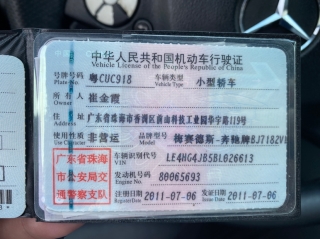 中华人民共和国机动车行驶证
Vehicle License of the People's Republic of China
号牌号码 粤CUC918 车辆类型 小型轿车
Plate No. Vehicle Type
所有人 崔金霞
Owner
住址 广东省珠海市香洲区前山科技工业园华宇路119号
Address
使用性质 非营运 品牌型号 梅赛德斯-奔驰牌BJ7182VI
Use Character Model
广东省珠海
市公安局交
通警察支队
车辆识别代号 LE4HG4JB5BL026613
VIN
发动机号码 80065693
Engine No.
注册日期 2011-07-06 发证日期 2011-07-06
Register Date Issue Date